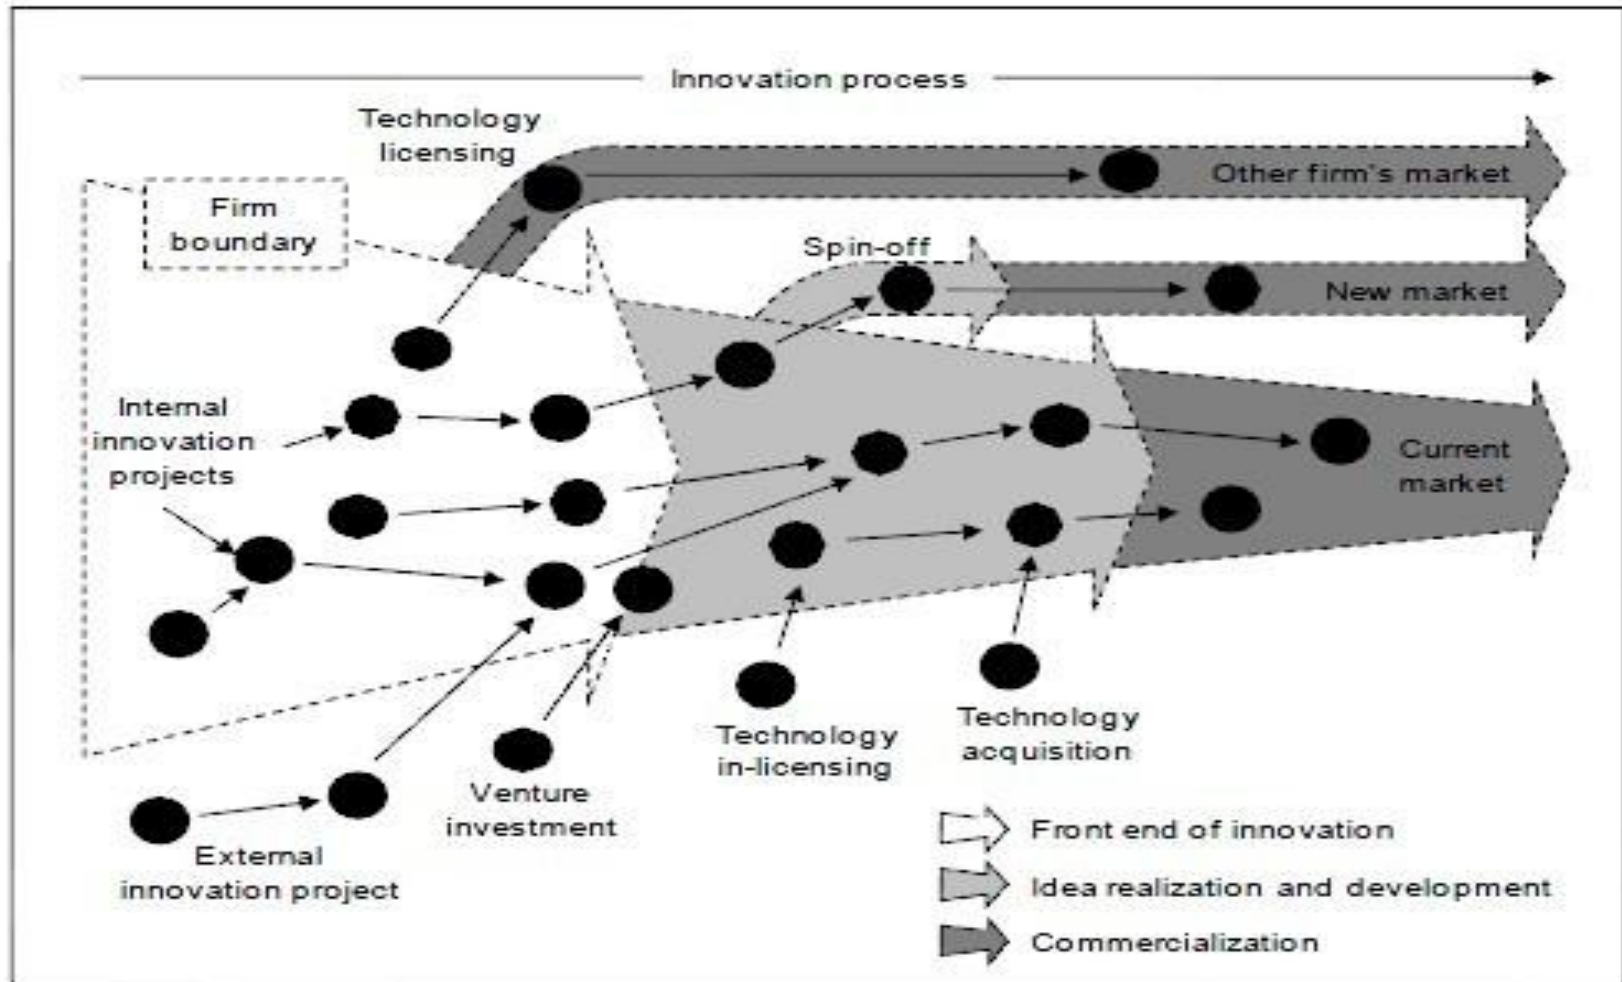 Innovation process
Technology
licensing
Other firm's market
Firm
boundary
Spin-off
New market
Internal
innovation
projects
Current
market
Technology
acquisition
Technology
in-licensing
Venture
investment
External
innovation project
Front end of innovation
Idea realization and development
Commercialization